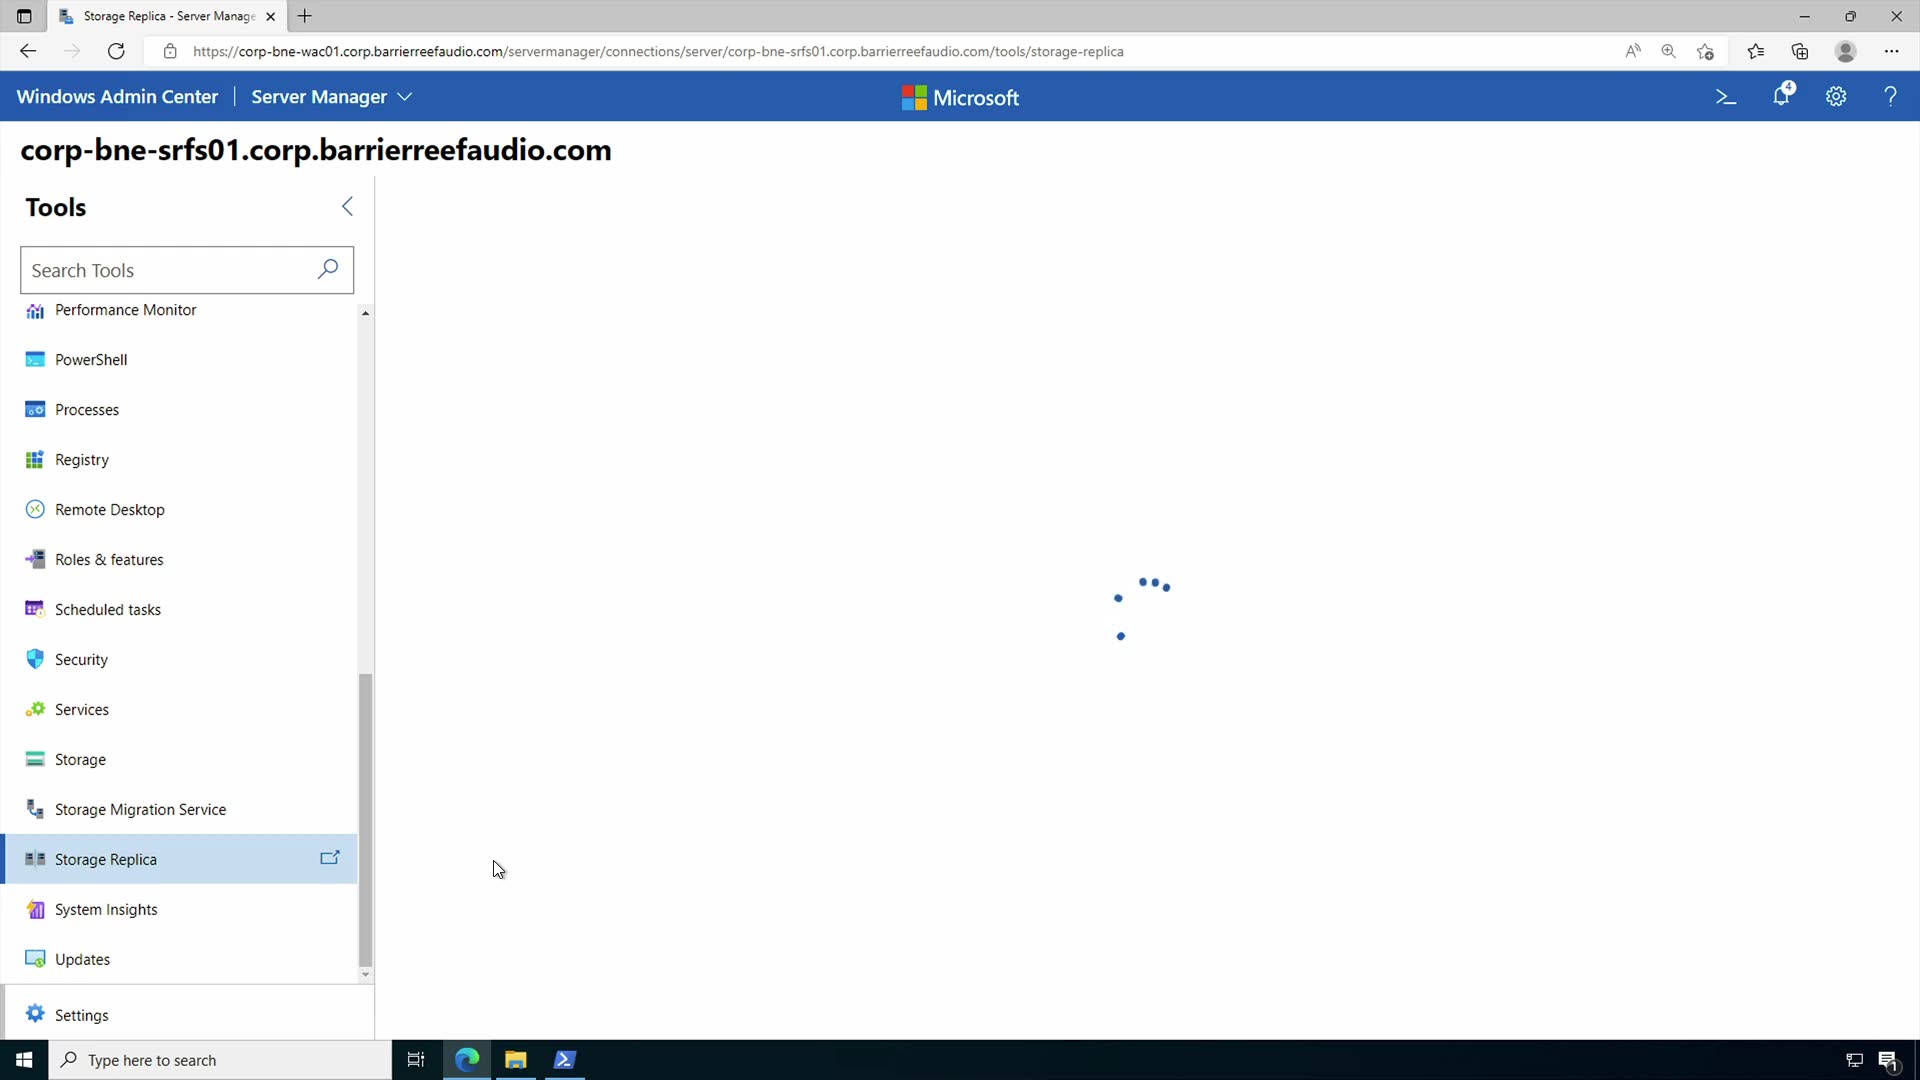 Storage Replica - Server Manage
https://corp-bne-wac01.corp.barrierreefaudio.com/servermanager/connections/server/corp-bne-srfs01.corp.barrierreefaudio.com/tools/storage-replica
Windows Admin Center
Server Manager
Microsoft
4
corp-bne-srfs01.corp.barrierreefaudio.com
Tools
Search Tools
Performance Monitor
PowerShell
Processes
Registry
Remote Desktop
Roles & features
Scheduled tasks
Security
Services
Storage
Storage Migration Service
Storage Replica
System Insights
Updates
Settings
Type here to search
1